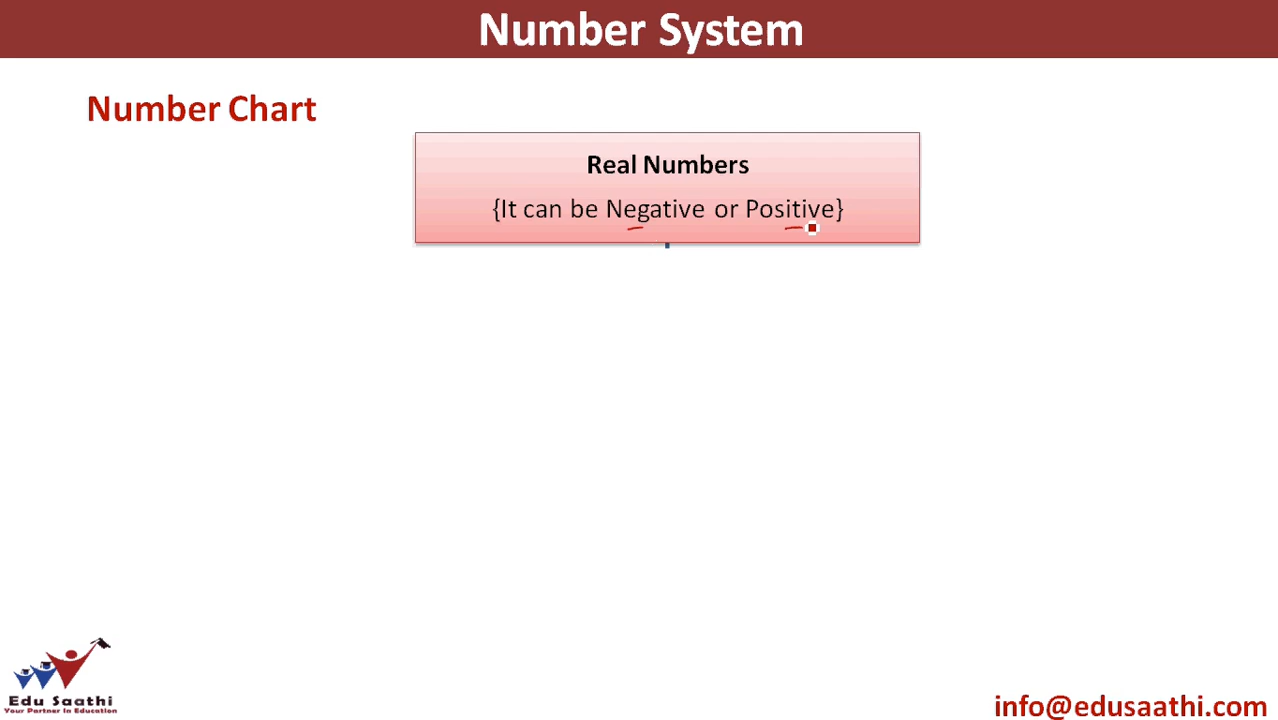 Number System
Number Chart
Real Numbers
{It can be Negative or Positive}
Edu Saathi
Your Partner In Education
info@edusaathi.com